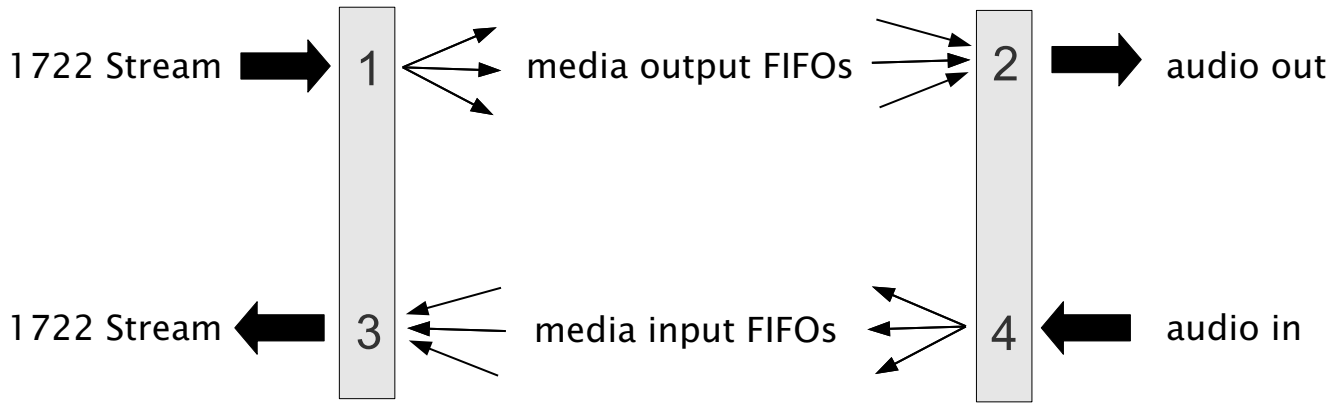 1722 Stream 1 media output FIFOs 2 audio out
1722 Stream 3 media input FIFOs 4 audio in